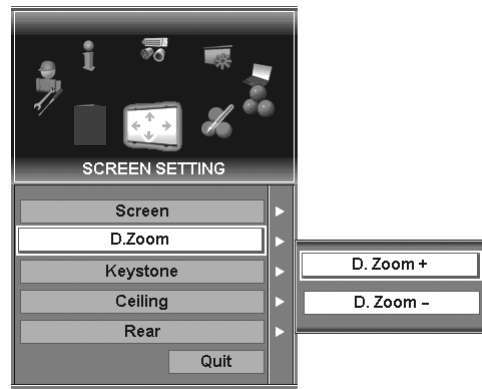 SCREEN SETTING
Screen
D.Zoom
Keystone
Ceiling
Rear
Quit
D. Zoom +
D. Zoom –